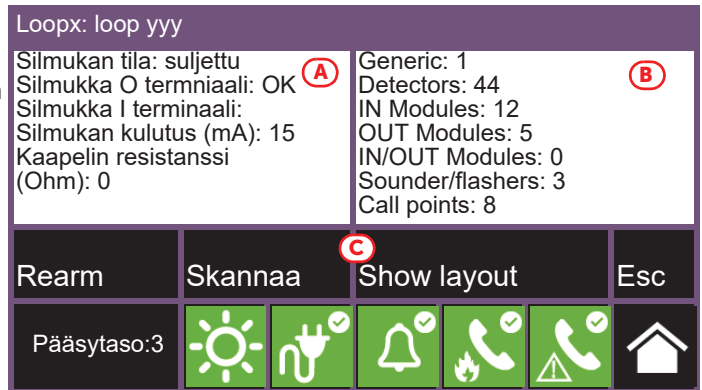 Loopx: loop yyy
Silmukan tila: suljettu
Silmukka O termniaali: OK
Silmukka I terminaali:
Silmukan kulutus (mA): 15
Kaapelin resistanssi
(Ohm): 0
A
Generic: 1
Detectors: 44
IN Modules: 12
OUT Modules: 5
IN/OUT Modules: 0
Sounder/flashers: 3
Call points: 8
B
C
Rearm
Skannaa
Show layout
Esc
Pääsytaso:3